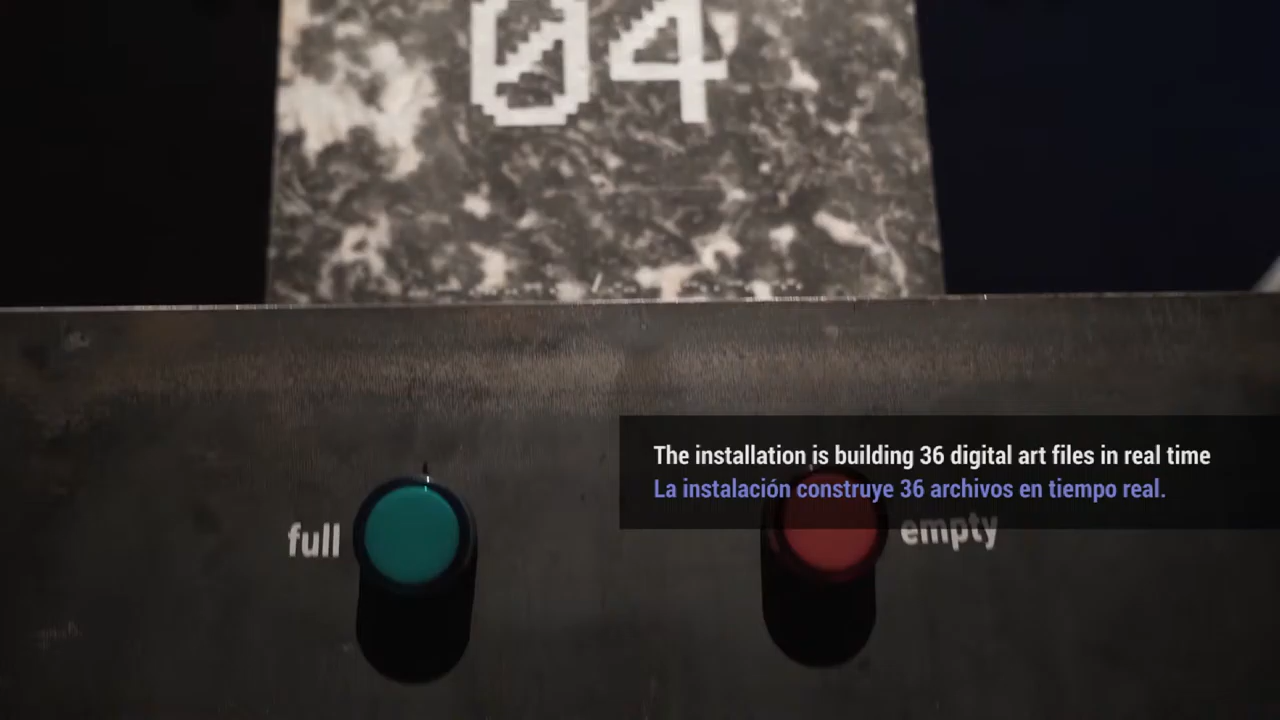 04
The installation is building 36 digital art files in real time
La instalación construye 36 archivos en tiempo real.
full
empty